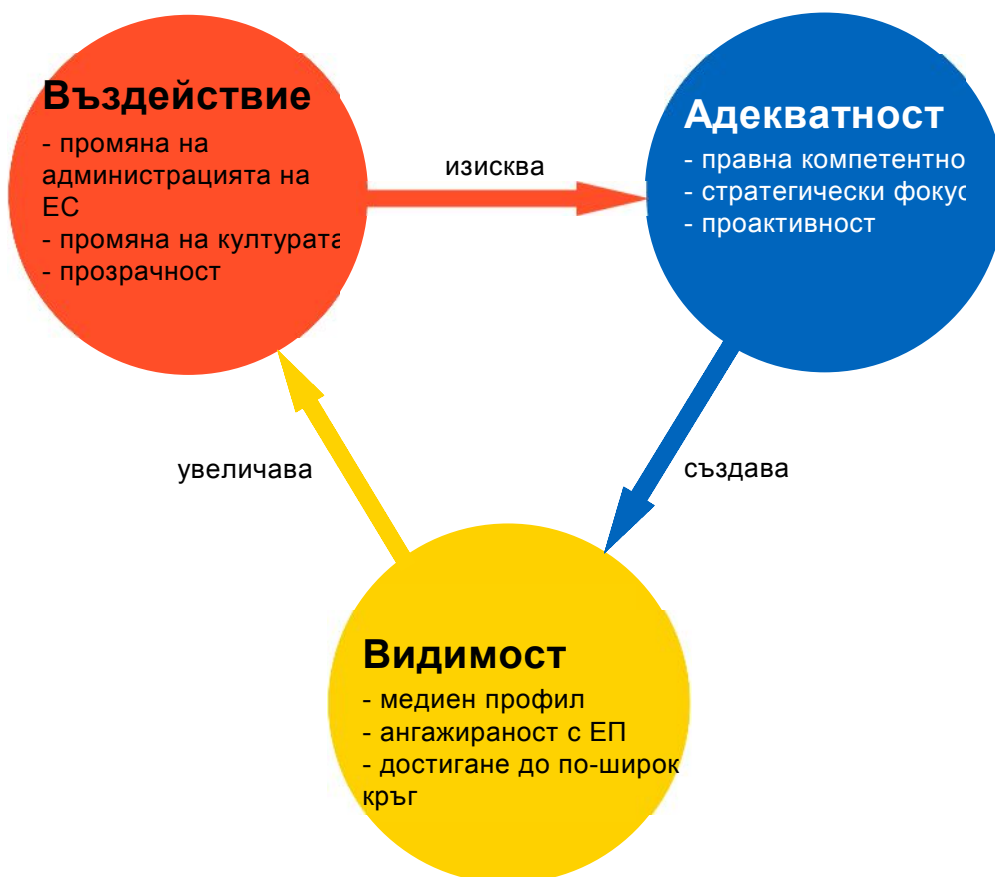 Въздействие
- промяна на
администрацията на
ЕС
- промяна на културата
- прозрачност
изисква
Адекватност
- правна компетентно
- стратегически фокус
- проактивност
увеличава
създава
Видимост
- медиен профил
- ангажираност с ЕП
- достигане до по-широк
кръг